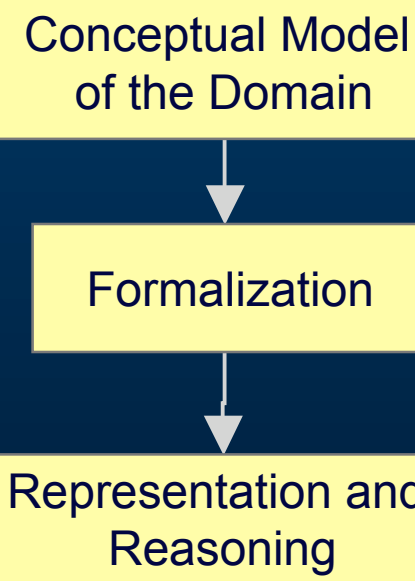 Conceptual Model
of the Domain
Formalization
Representation and
Reasoning